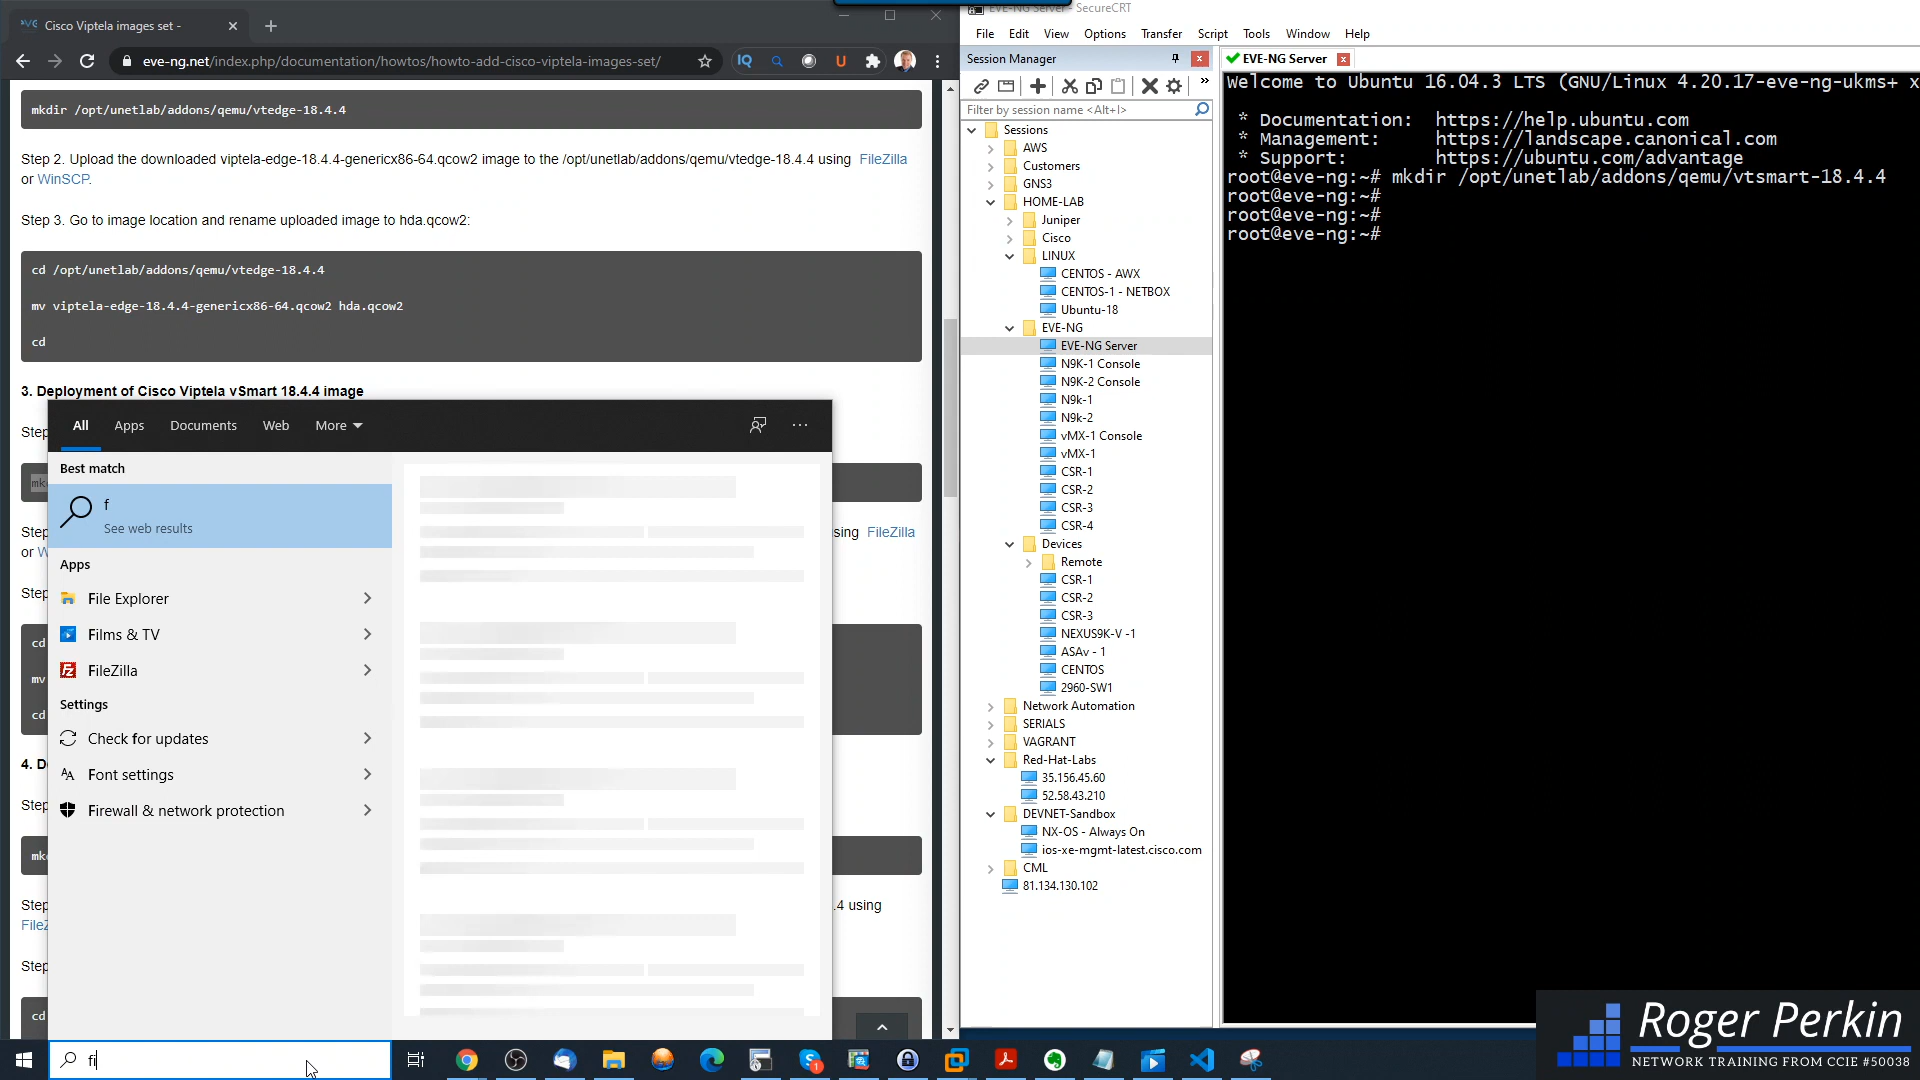 Cisco Viptela images set -
eve-ng.net/index.php/documentation/howtos/howto-add-cisco-viptela-images-set/
mkdir /opt/unetlab/addons/qemu/vtedge-18.4.4
Step 2. Upload the downloaded viptela-edge-18.4.4-genericx86-64.qcow2 image to the /opt/unetlab/addons/qemu/vtedge-18.4.4 using FileZilla
or WinSCP.
Step 3. Go to image location and rename uploaded image to hda.qcow2:
cd /opt/unetlab/addons/qemu/vtedge-18.4.4
mv viptela-edge-18.4.4-genericx86-64.qcow2 hda.qcow2
cd
3. Deployment of Cisco Viptela vSmart 18.4.4 image
Step
sing FileZilla
or
Step
cd
mv
cd
4.
Step
.4 using
Step
cd
All Apps Documents Web More
Best match
f
See web results
Apps
File Explorer
Films & TV
FileZilla
Settings
Check for updates
Font settings
Firewall & network protection
fi
EVE-NG Server - SecureCRT
File Edit View Options Transfer Script Tools Window Help
Session Manager
Filter by session name <Alt+I>
Sessions
AWS
Customers
GNS3
HOME-LAB
Juniper
Cisco
LINUX
CENTOS - AWX
CENTOS-1 - NETBOX
Ubuntu-18
EVE-NG
EVE-NG Server
N9K-1 Console
N9K-2 Console
N9k-1
N9k-2
vMX-1 Console
vMX-1
CSR-1
CSR-2
CSR-3
CSR-4
Devices
Remote
CSR-1
CSR-2
CSR-3
NEXUS9K-V -1
ASAv - 1
CENTOS
2960-SW1
Network Automation
SERIALS
VAGRANT
Red-Hat-Labs
35.156.45.60
52.58.43.210
DEVNET-Sandbox
NX-OS - Always On
ios-xe-mgmt-latest.cisco.com
CML
81.134.130.102
EVE-NG Server
Welcome to Ubuntu 16.04.3 LTS (GNU/Linux 4.20.17-eve-ng-ukms+ x
* Documentation: https://help.ubuntu.com
* Management: https://landscape.canonical.com
* Support: https://ubuntu.com/advantage
root@eve-ng:~# mkdir /opt/unetlab/addons/qemu/vtsmart-18.4.4
root@eve-ng:~#
root@eve-ng:~#
root@eve-ng:~#
Roger Perkin
NETWORK TRAINING FROM CCIE #50038